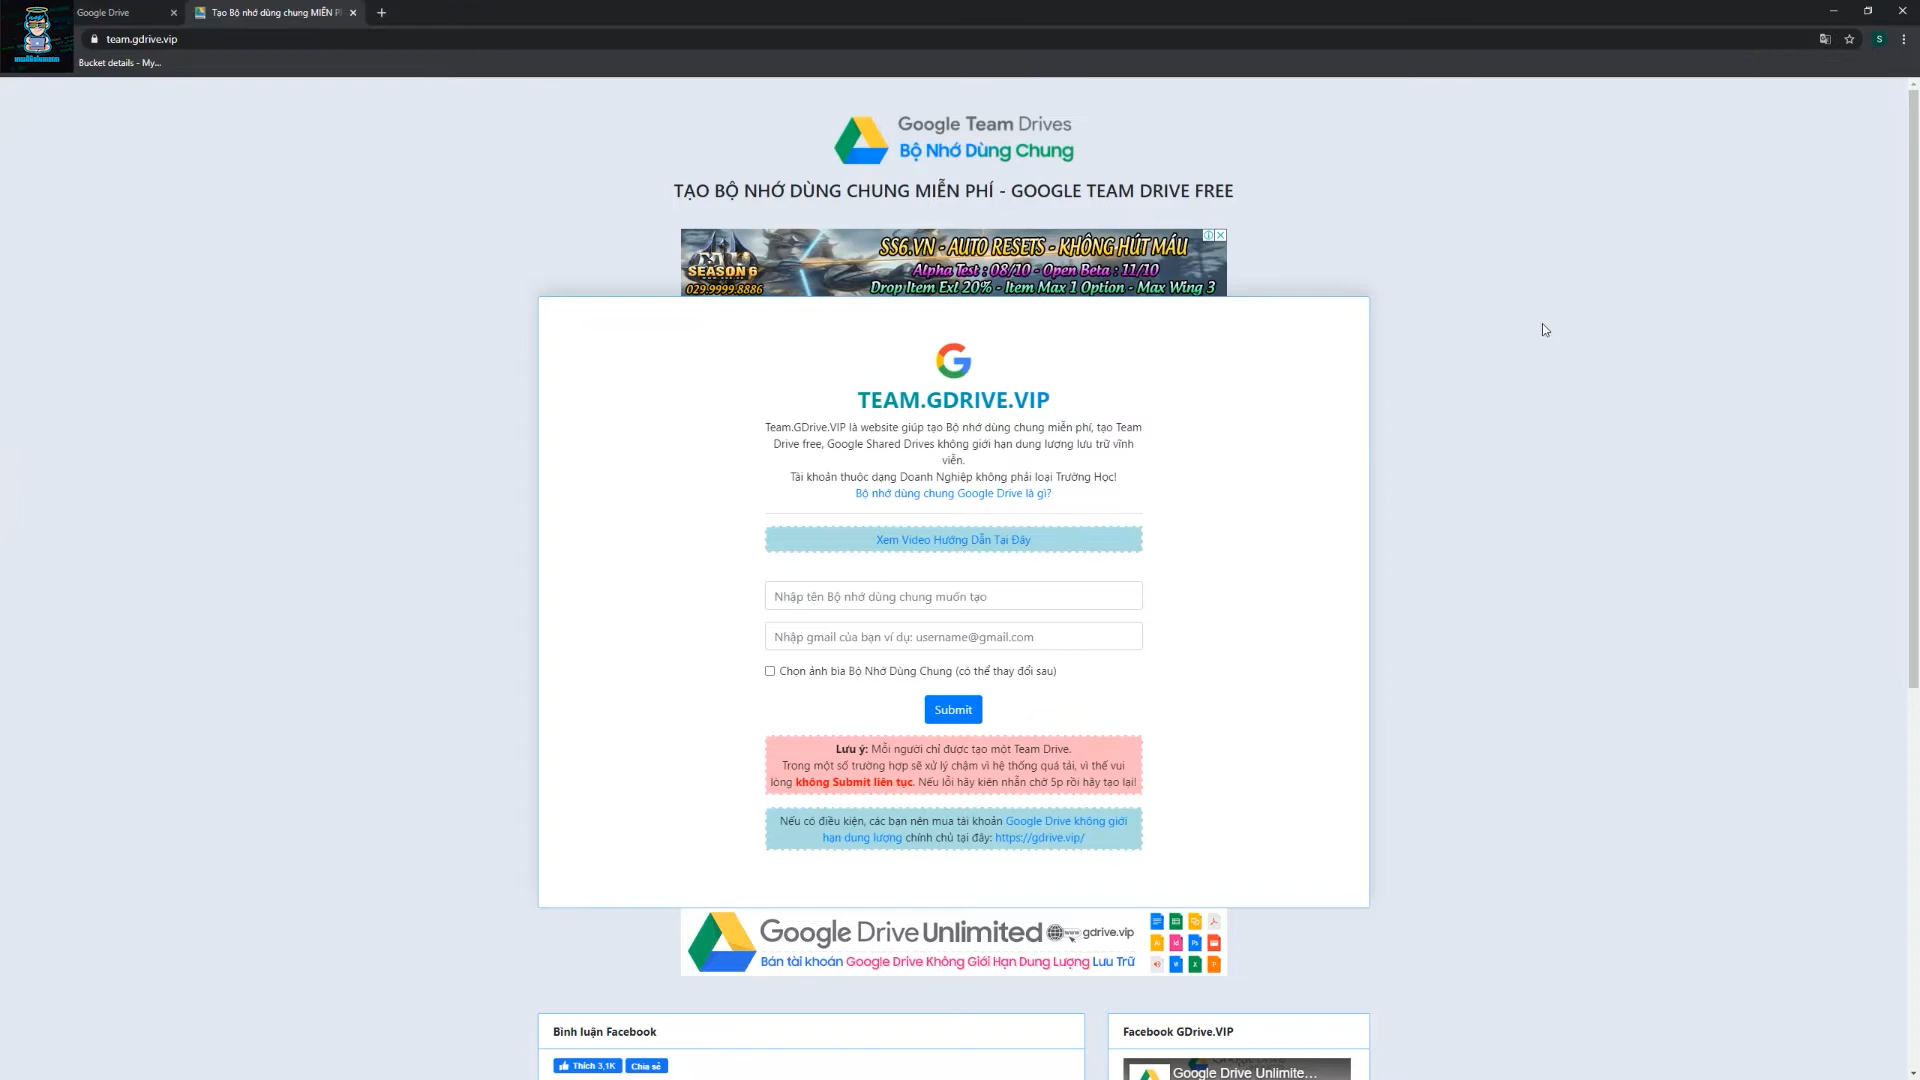 Google Drive
Tạo Bộ nhớ dùng chung MIỄN P
team.gdrive.vip
S
Bucket details - My...
Google Team Drives
Bộ Nhớ Dùng Chung
TẠO BỘ NHỚ DÙNG CHUNG MIỄN PHÍ - GOOGLE TEAM DRIVE FREE
SS6.VN - AUTO RESETS - KHÔNG HÚT MÁU
SEASON 6
Alpha Test : 08/10 - Open Beta : 11/10
029.9999.8886
Drop Item Exl 20% - Item Max 1 Option - Max Wing 3
TEAM.GDRIVE.VIP
Team.GDrive.VIP là website giúp tạo Bộ nhớ dùng chung miễn phí, tạo Team
Drive free, Google Shared Drives không giới hạn dung lượng lưu trữ vĩnh
viễn.
Tài khoản thuộc dạng Doanh Nghiệp không phải loại Trường Học!
Bộ nhớ dùng chung Google Drive là gì?
Xem Video Hướng Dẫn Tại Đây
Nhập tên Bộ nhớ dùng chung muốn tạo
Nhập gmail của bạn ví dụ: username@gmail.com
Chọn ảnh bìa Bộ Nhớ Dùng Chung (có thể thay đổi sau)
Submit
Lưu ý: Mỗi người chỉ được tạo một Team Drive.
Trong một số trường hợp sẽ xử lý chậm vì hệ thống quá tải, vì thế vui
lòng không Submit liên tục. Nếu lỗi hãy kiên nhẫn chờ 5p rồi hãy tạo lại!
Nếu có điều kiện, các bạn nên mua tài khoản Google Drive không giới
hạn dung lượng chính chủ tại đây: https://gdrive.vip/
Google Drive Unlimited www gdrive.vip
Bán tài khoản Google Drive Không Giới Hạn Dung Lượng Lưu Trữ
Bình luận Facebook
Facebook GDrive.VIP
Thích 3,1K
Chia sẻ
Google Drive Unlimite...